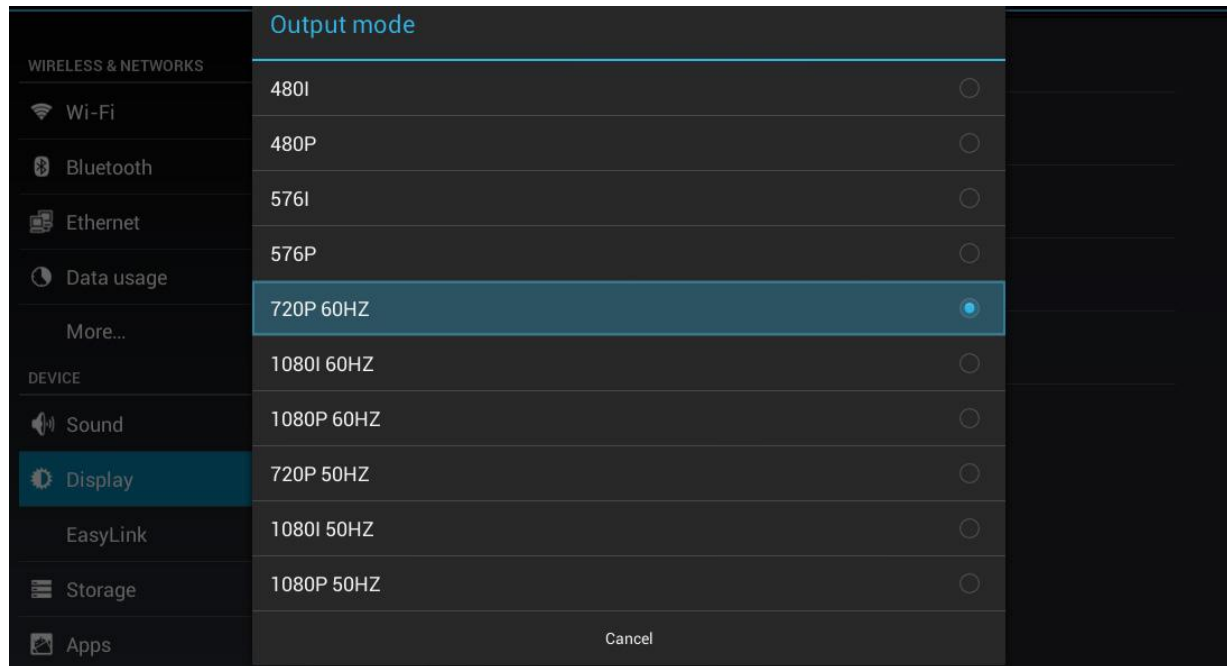 WIRELESS & NETWORKS
Wi-Fi
Bluetooth
Ethernet
Data usage
More...
DEVICE
Sound
Display
EasyLink
Storage
Apps
Output mode
480I
480P
576I
576P
720P 60HZ
1080I 60HZ
1080P 60HZ
720P 50HZ
1080I 50HZ
1080P 50HZ
Cancel